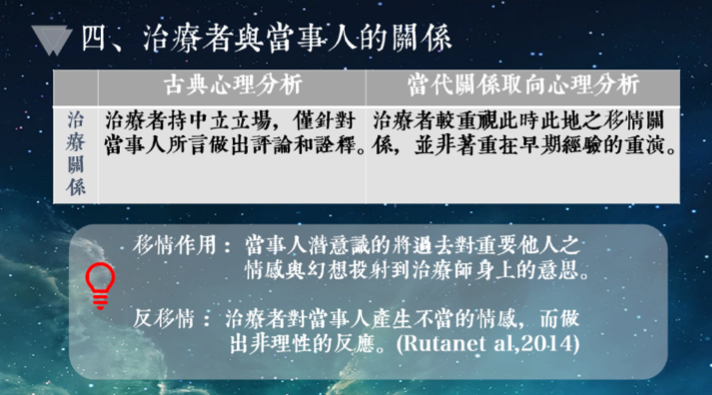 四、治療者與當事人的關係
古典心理分析 當代關係取向心理分析
治療關係
治療者持中立立場，僅針對
當事人所言做出評論和詮釋。
治療者較重視此時此地之移情關
係，並非著重在早期經驗的重演。
移情作用：當事人潛意識的將過去對重要他人之
情感與幻想投射到治療師身上的意思。
反移情：治療者對當事人產生不當的情感，而做
出非理性的反應。(Rutanet al,2014)